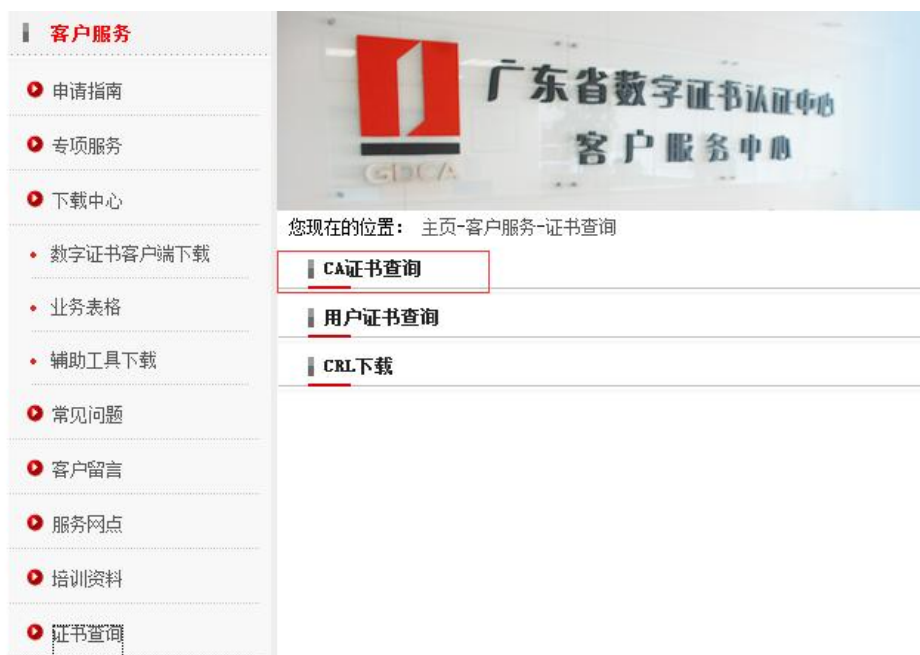 客户服务
申请指南
专项服务
下载中心
数字证书客户端下载
业务表格
辅助工具下载
常见问题
客户留言
服务网点
培训资料
证书查询
广东省数字证书认证中心
客户服务中心
GDCA
您现在的位置: 主页-客户服务-证书查询
CA证书查询
用户证书查询
CRL下载